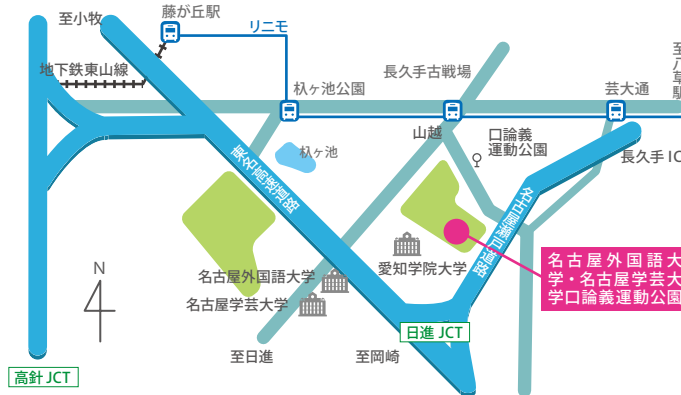 至小牧
藤が丘駅
リニモ
地下鉄東山線
杁ヶ池公園
長久手古戦場
芸大通
至八草駅
山越
口論義
運動公園
杁ヶ池
長久手 IC
東名高速道路
名古屋瀬戸道路
愛知学院大学
名古屋外国語大
学・名古屋学芸大
学口論義運動公園
名古屋外国語大学
名古屋学芸大学
N
日進 JCT
至日進
至岡崎
高針 JCT